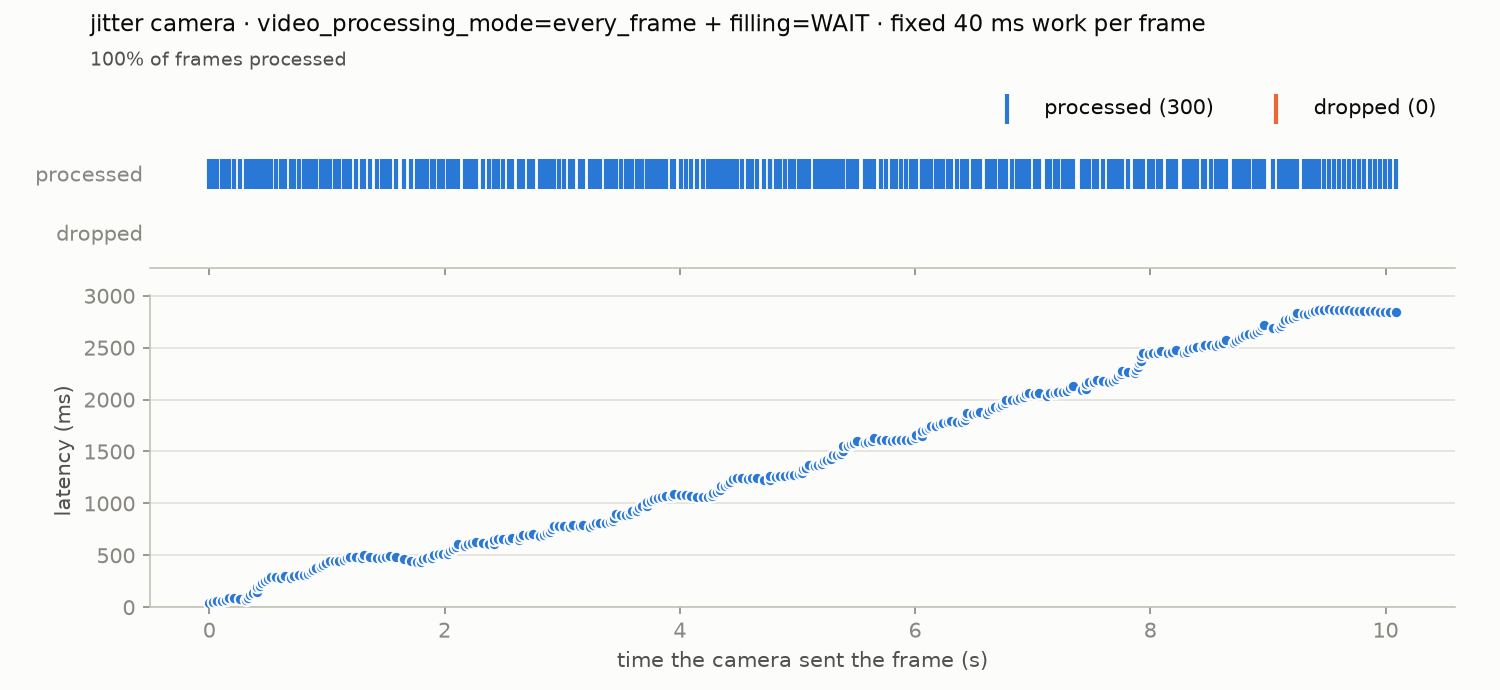 jitter camera · video_processing_mode=every_frame + filling=WAIT · fixed 40 ms work per frame
100% of frames processed
processed (300) dropped (0)
processed
dropped
3000
2500
2000
1500
1000
500
0
latency (ms)
0 2 4 6 8 10
time the camera sent the frame (s)